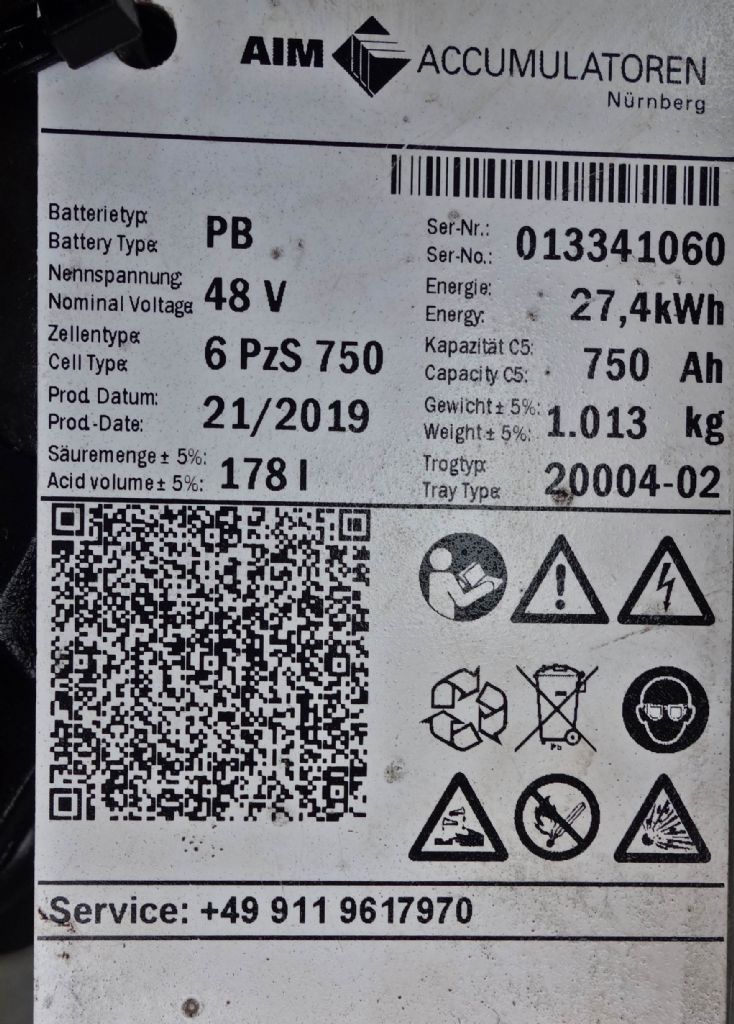 AIM ACCUMULATOREN
Nürnberg
Batterietyp:
Battery Type: PB
Nennspannung:
Nominal Voltage: 48 V
Zellentype:
Cell Type: 6 PzS 750
Prod. Datum:
Prod.-Date: 21/2019
Säuremenge ± 5%:
Acid volume ± 5%: 178 l
Ser-Nr.:
Ser-No.: 013341060
Energie:
Energy: 27,4kWh
Kapazität C5:
Capacity C5: 750 Ah
Gewicht ± 5%:
Weight ± 5%: 1.013 kg
Trogtyp:
Tray Type: 20004-02
Pb
Service: +49 911 9617970